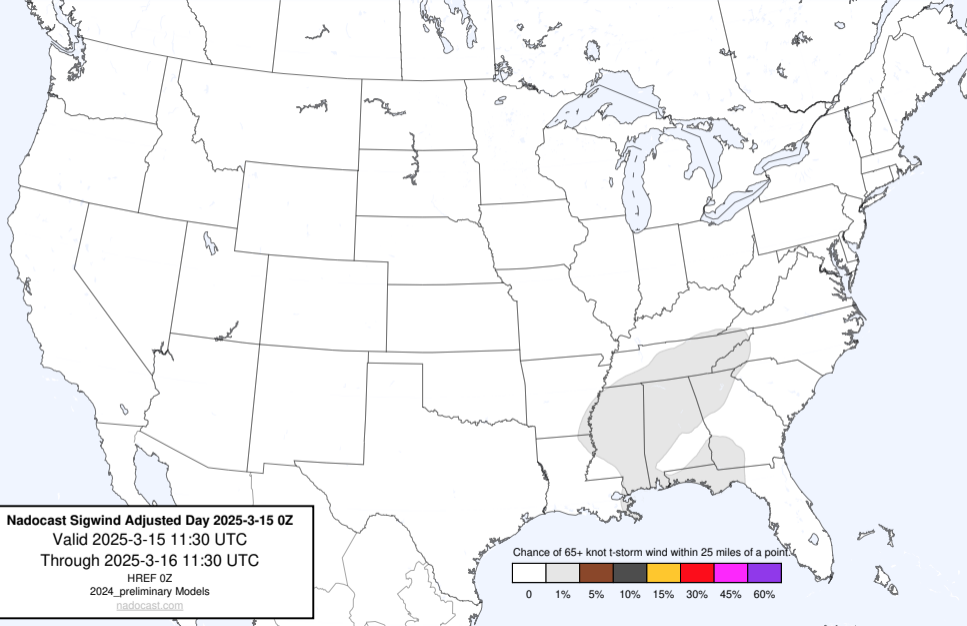 Nadocast Sigwind Adjusted Day 2025-3-15 0Z
Valid 2025-3-15 11:30 UTC
Through 2025-3-16 11:30 UTC
HREF 0Z
2024_preliminary Models
nadocast.com
Chance of 65+ knot t-storm wind within 25 miles of a point.
0 1% 5% 10% 15% 30% 45% 60%